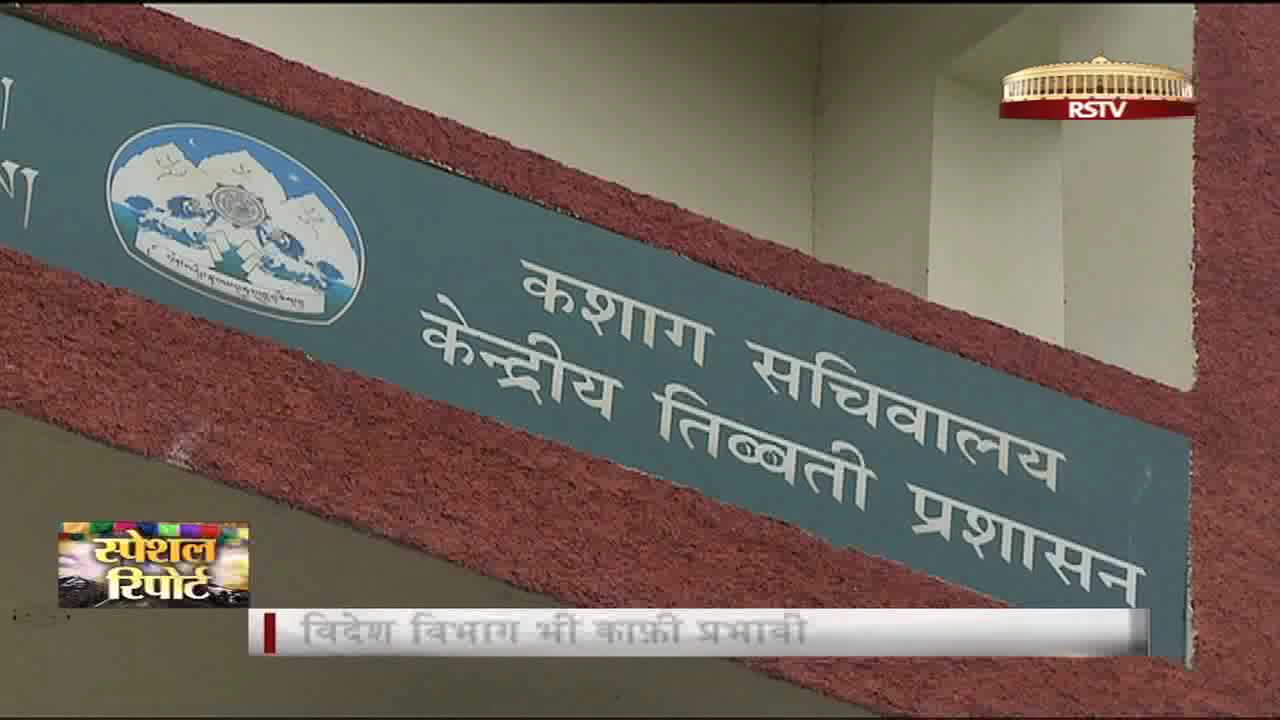 RSTV
कशाग सचिवालय
केन्द्रीय तिब्बती प्रशासन
स्पेशल
रिपोर्ट
विदेश विभाग भी काफ़ी प्रभावी